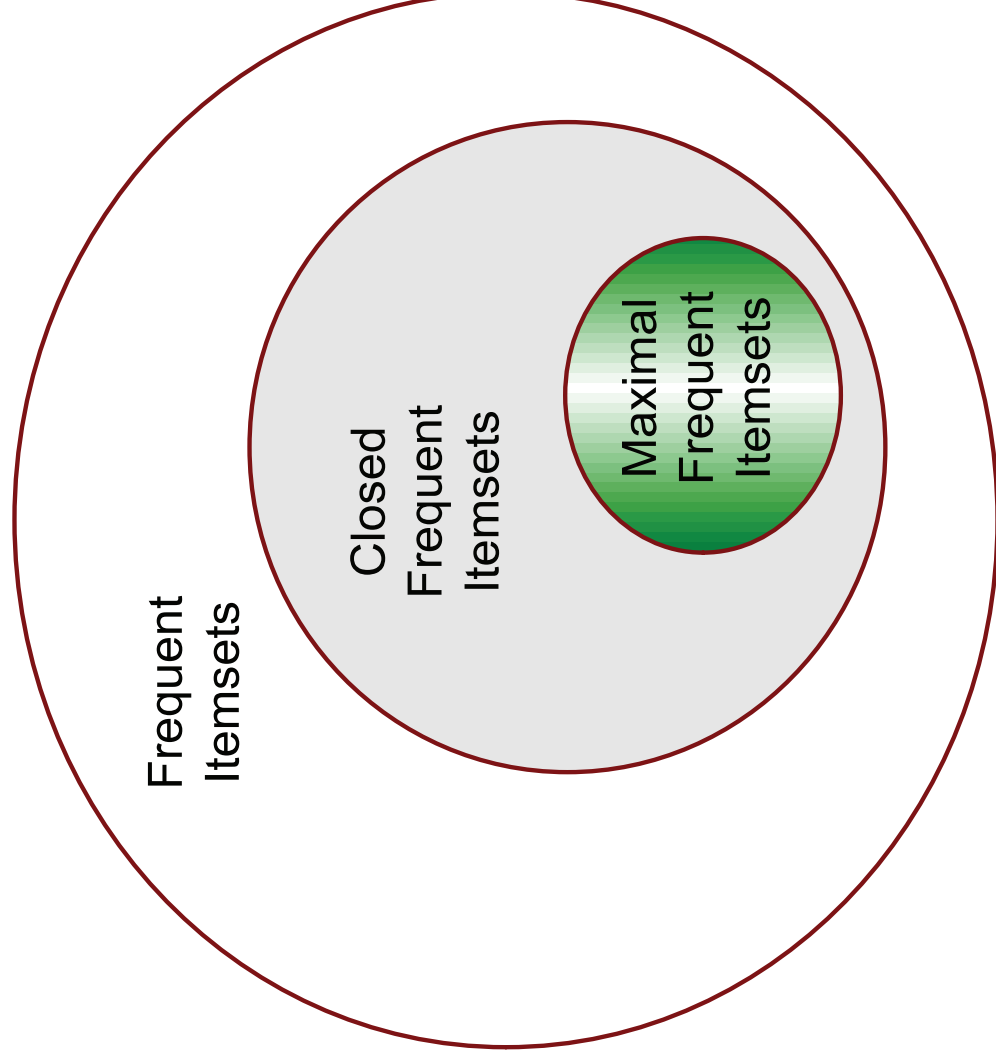 Frequent
Itemsets
Closed
Frequent
Itemsets
Maximal
Frequent
Itemsets